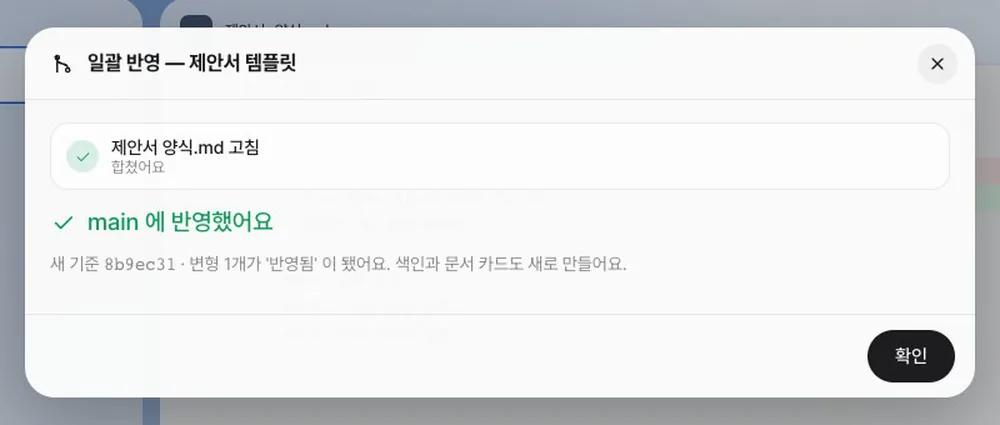 일괄 반영 — 제안서 템플릿
제안서 양식.md 고침
합쳤어요
main 에 반영했어요
새 기준 8b9ec31 · 변형 1개가 '반영됨' 이 됐어요. 색인과 문서 카드도 새로 만들어요.
확인